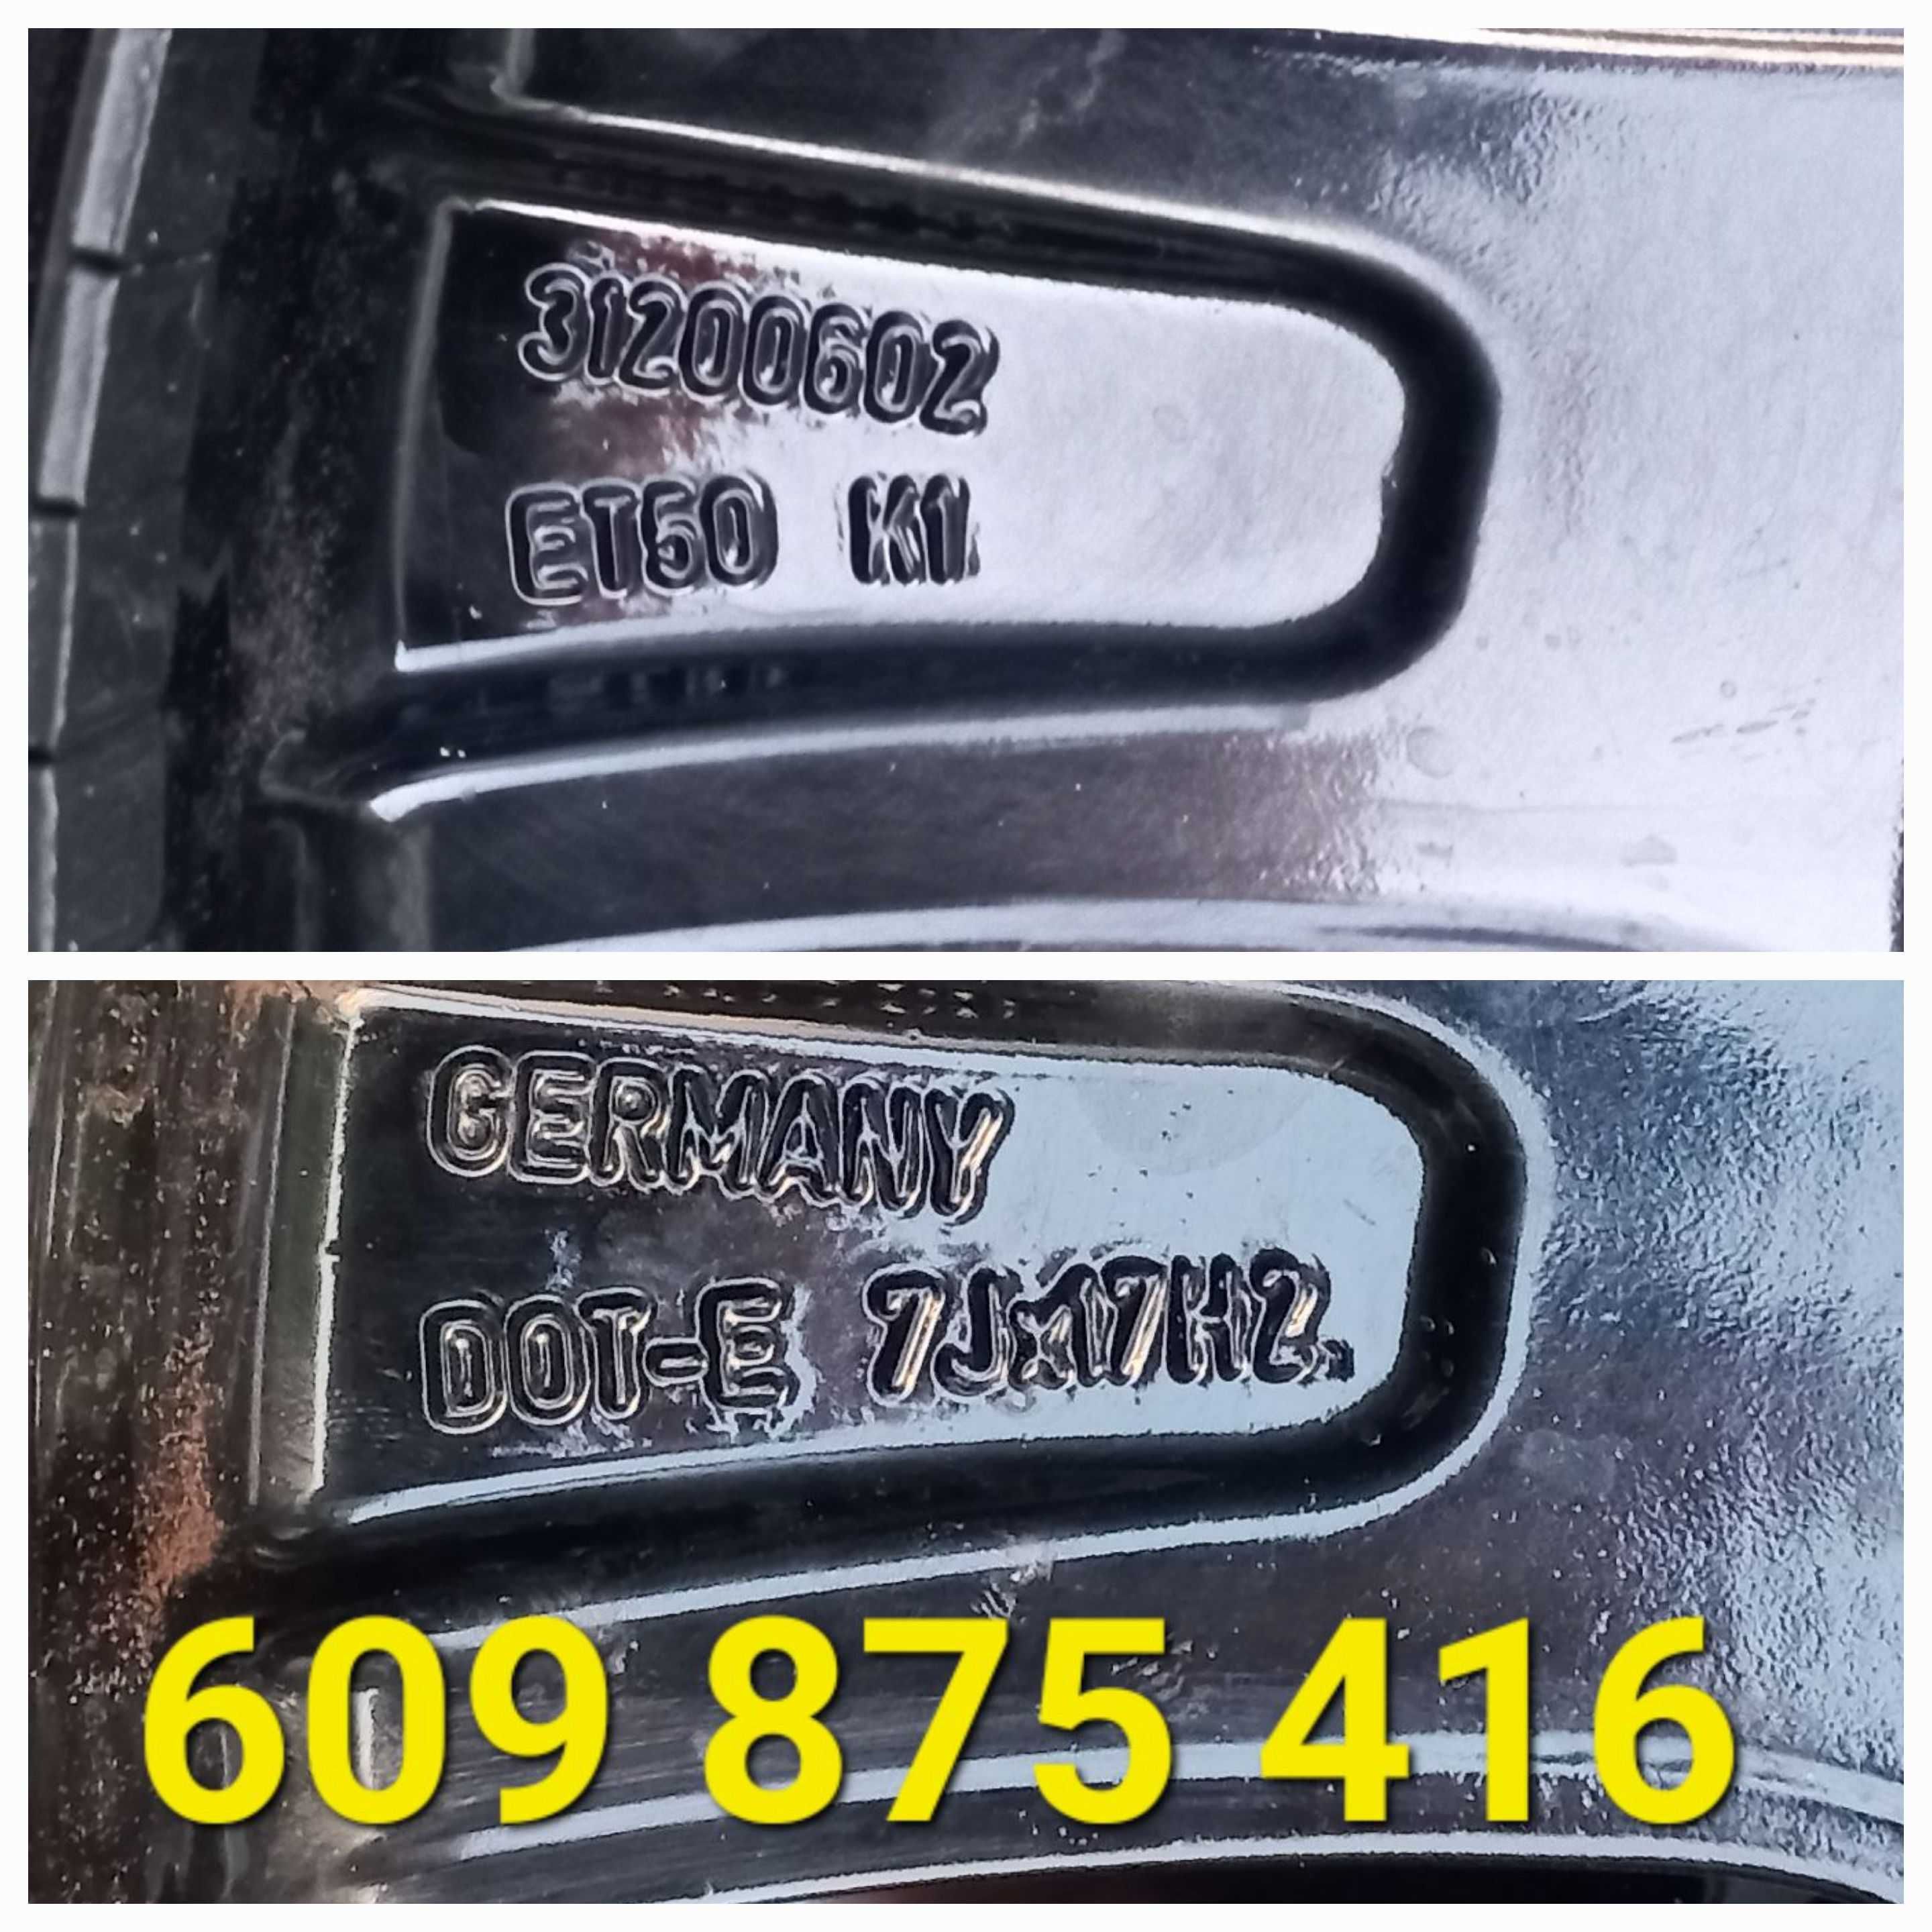 31200602
ET50 K1.
GERMANY
DOT-E 7Jx17H2.
609 875 416